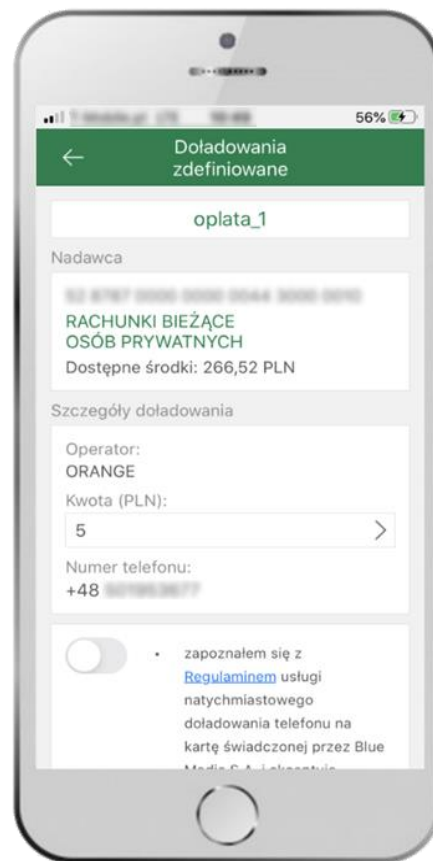 56%
Doładowania
zdefiniowane
oplata_1
Nadawca
RACHUNKI BIEŻĄCE
OSÓB PRYWATNYCH
Dostępne środki: 266,52 PLN
Szczegóły doładowania
Operator:
ORANGE
Kwota (PLN):
5
Numer telefonu:
+48
• zapoznałem się z
Regulaminem usługi
natychmiastowego
doładowania telefonu na
kartę świadczonej przez Blue